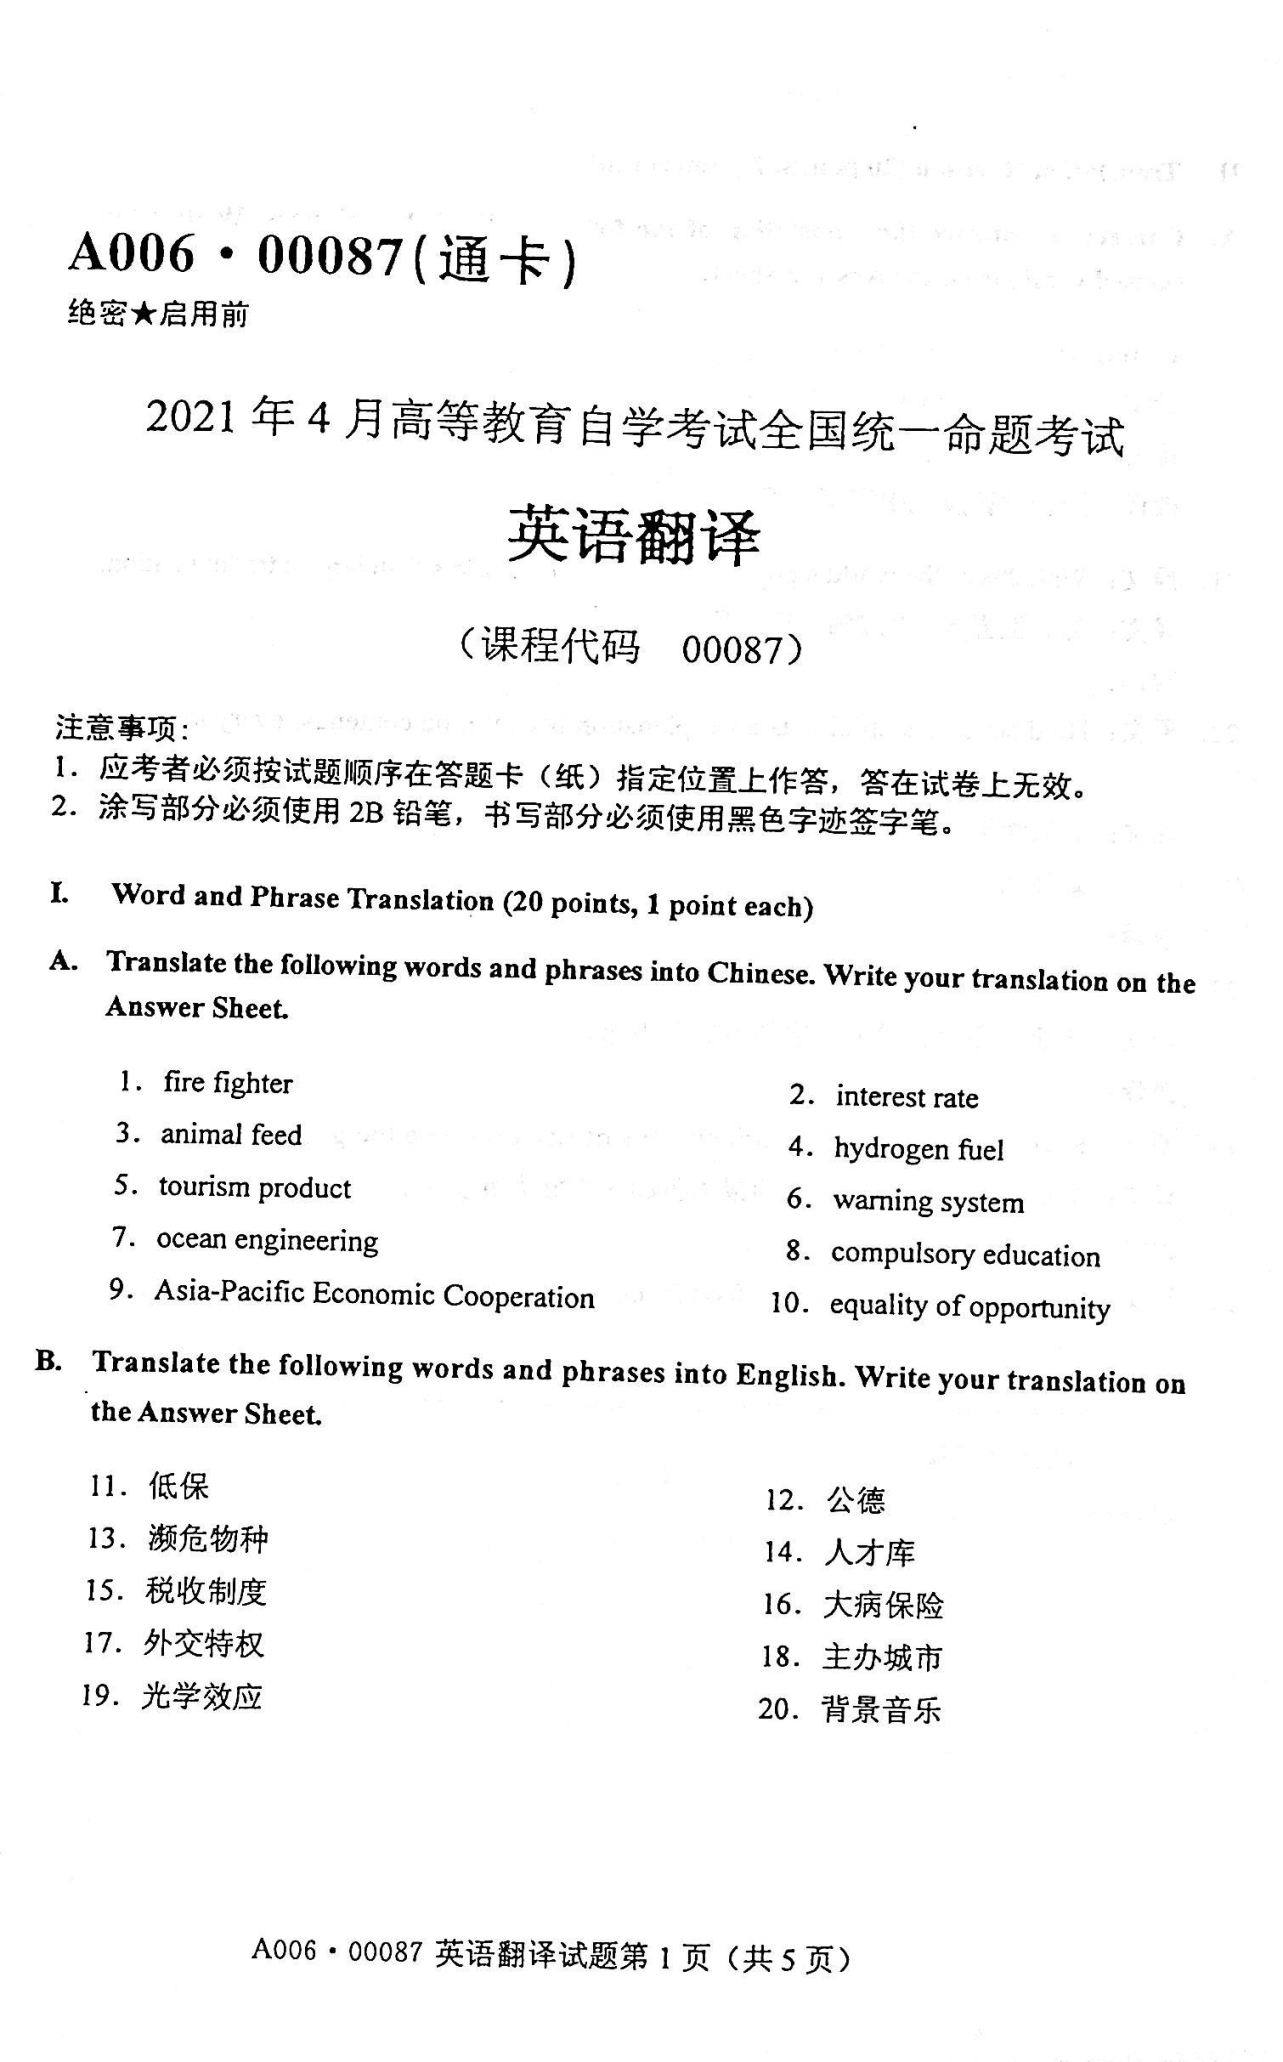 A006·00087(通卡)
绝密★启用前
2021年4月高等教育自学考试全国统一命题考试
英语翻译
(课程代码 00087)
注意事项：
1. 应考者必须按试题顺序在答题卡（纸）指定位置上作答，答在试卷上无效。
2. 涂写部分必须使用2B铅笔，书写部分必须使用黑色字迹签字笔。
I. Word and Phrase Translation (20 points, 1 point each)
A. Translate the following words and phrases into Chinese. Write your translation on the
Answer Sheet.
1. fire fighter 2. interest rate
3. animal feed 4. hydrogen fuel
5. tourism product 6. warning system
7. ocean engineering 8. compulsory education
9. Asia-Pacific Economic Cooperation 10. equality of opportunity
B. Translate the following words and phrases into English. Write your translation on
the Answer Sheet.
11. 低保 12. 公德
13. 濒危物种 14. 人才库
15. 税收制度 16. 大病保险
17. 外交特权 18. 主办城市
19. 光学效应 20. 背景音乐
A006·00087 英语翻译试题第1页（共5页）